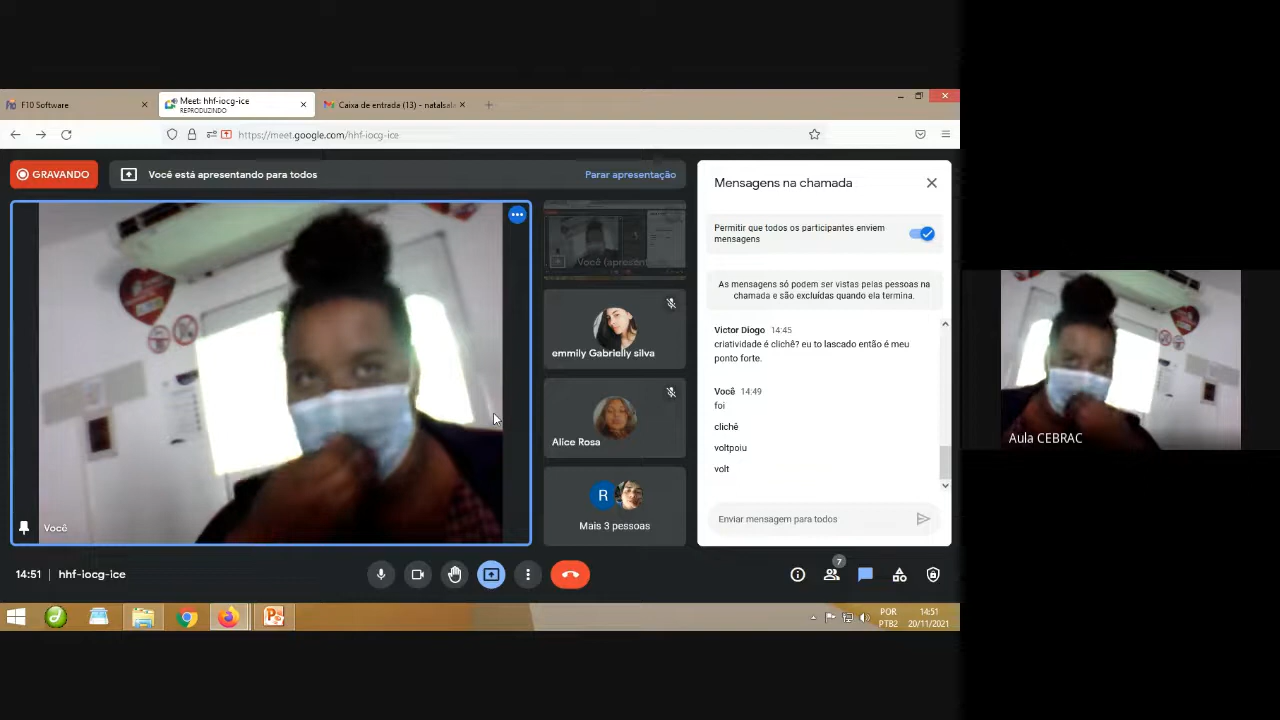 F10 Software
Meet: hhf-iocg-ice
REPRODUZINDO
Caixa de entrada (13) - natalsal
https://meet.google.com/hhf-iocg-ice
GRAVANDO
Você está apresentando para todos
Parar apresentação
Mensagens na chamada
Permitir que todos os participantes enviem
mensagens
As mensagens só podem ser vistas pelas pessoas na
chamada e são excluídas quando ela termina.
Você (apresent
emmily Gabrielly silva
Victor Diogo 14:45
criatividade é clichê? eu to lascado então é meu
ponto forte.
Você 14:49
foi
clichê
voltpoiu
volt
Alice Rosa
Aula CEBRAC
R
Mais 3 pessoas
Enviar mensagem para todos
Você
14:51 | hhf-iocg-ice
7
POR
PTB2
14:51
20/11/2021